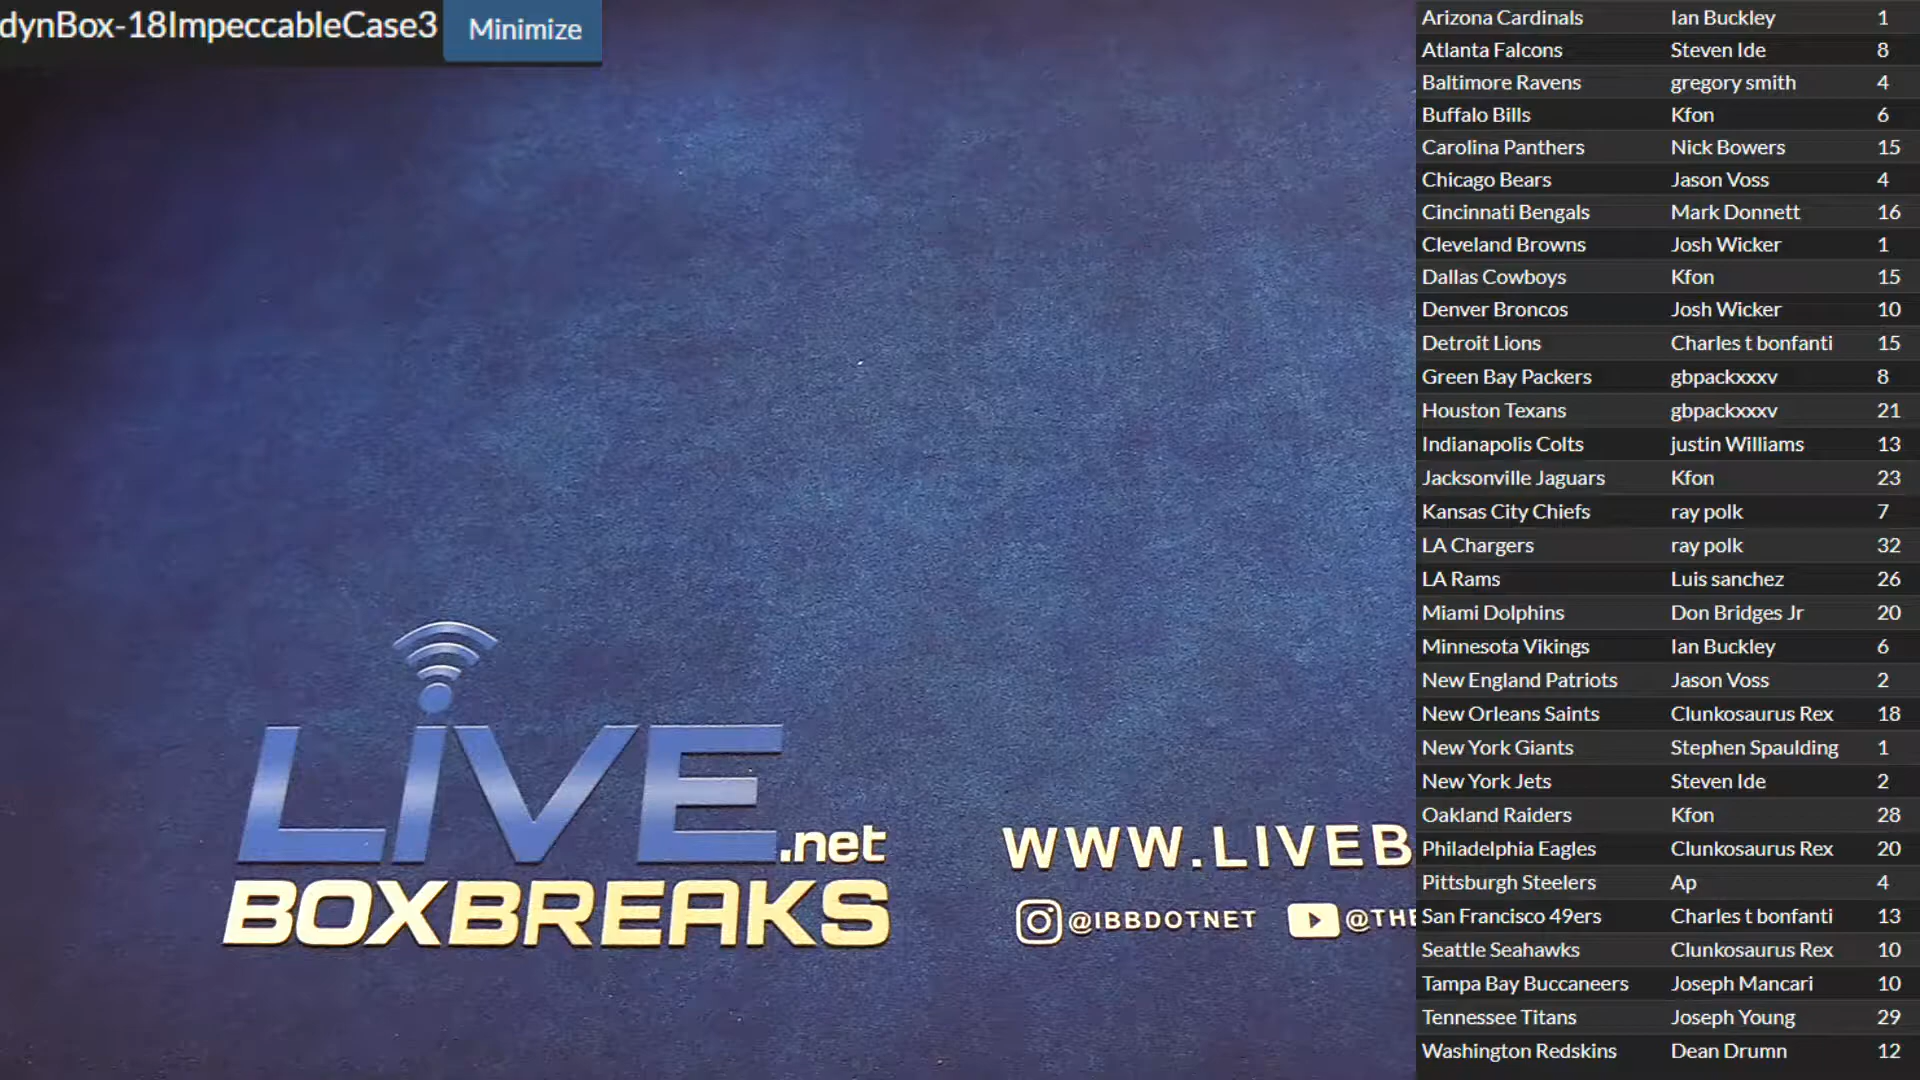 dynBox-18ImpeccableCase3 Minimize
Arizona Cardinals Ian Buckley 1
Atlanta Falcons Steven Ide 8
Baltimore Ravens gregory smith 4
Buffalo Bills Kfon 6
Carolina Panthers Nick Bowers 15
Chicago Bears Jason Voss 4
Cincinnati Bengals Mark Donnett 16
Cleveland Browns Josh Wicker 1
Dallas Cowboys Kfon 15
Denver Broncos Josh Wicker 10
Detroit Lions Charles t bonfanti 15
Green Bay Packers gbpackxxxv 8
Houston Texans gbpackxxxv 21
Indianapolis Colts justin Williams 13
Jacksonville Jaguars Kfon 23
Kansas City Chiefs ray polk 7
LA Chargers ray polk 32
LA Rams Luis sanchez 26
Miami Dolphins Don Bridges Jr 20
Minnesota Vikings Ian Buckley 6
New England Patriots Jason Voss 2
New Orleans Saints Clunkosaurus Rex 18
New York Giants Stephen Spaulding 1
New York Jets Steven Ide 2
Oakland Raiders Kfon 28
Philadelphia Eagles Clunkosaurus Rex 20
Pittsburgh Steelers Ap 4
San Francisco 49ers Charles t bonfanti 13
Seattle Seahawks Clunkosaurus Rex 10
Tampa Bay Buccaneers Joseph Mancari 10
Tennessee Titans Joseph Young 29
Washington Redskins Dean Drumn 12
LiVE.net
BOXBREAKS
WWW.LIVEB
@IBBDOTNET @THE